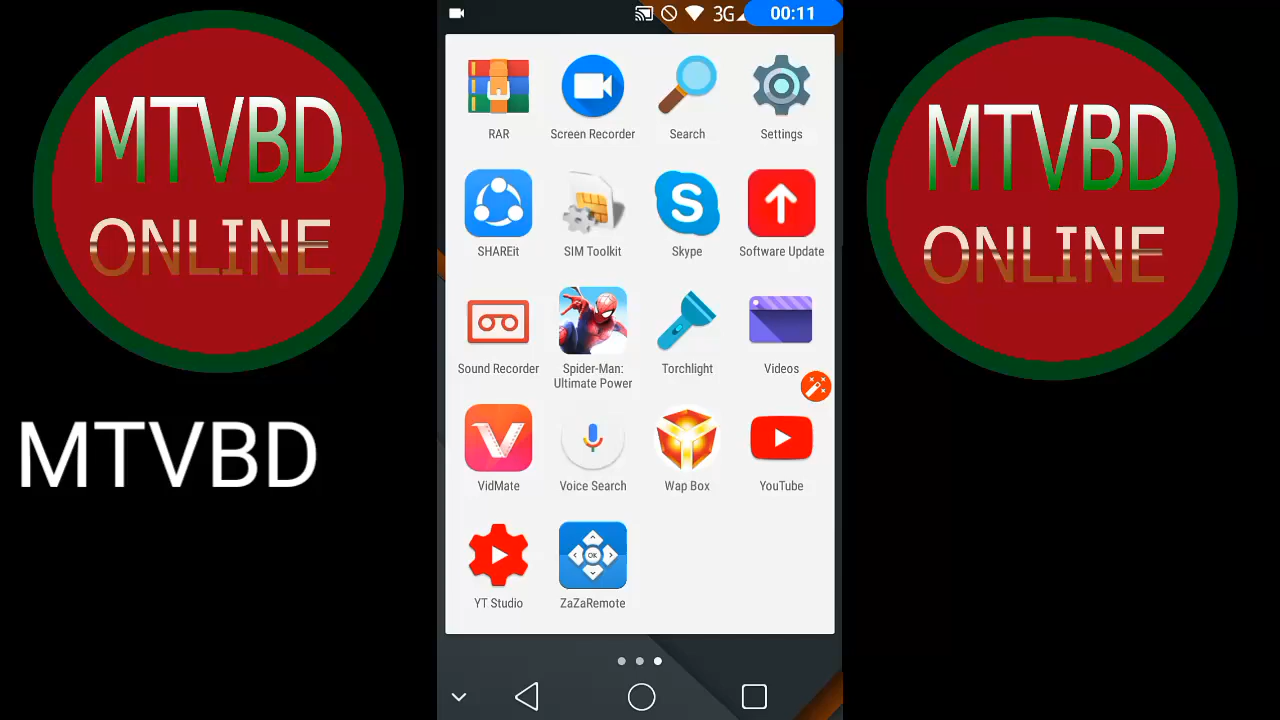 MTVBD
ONLINE
MTVBD
3G
00:11
RAR
Screen Recorder
Search
Settings
SHAREit
SIM Toolkit
S
Skype
Software Update
Sound Recorder
Spider-Man:
Ultimate Power
Torchlight
Videos
VidMate
Voice Search
Wap Box
YouTube
YT Studio
OK
ZaZaRemote
MTVBD
ONLINE